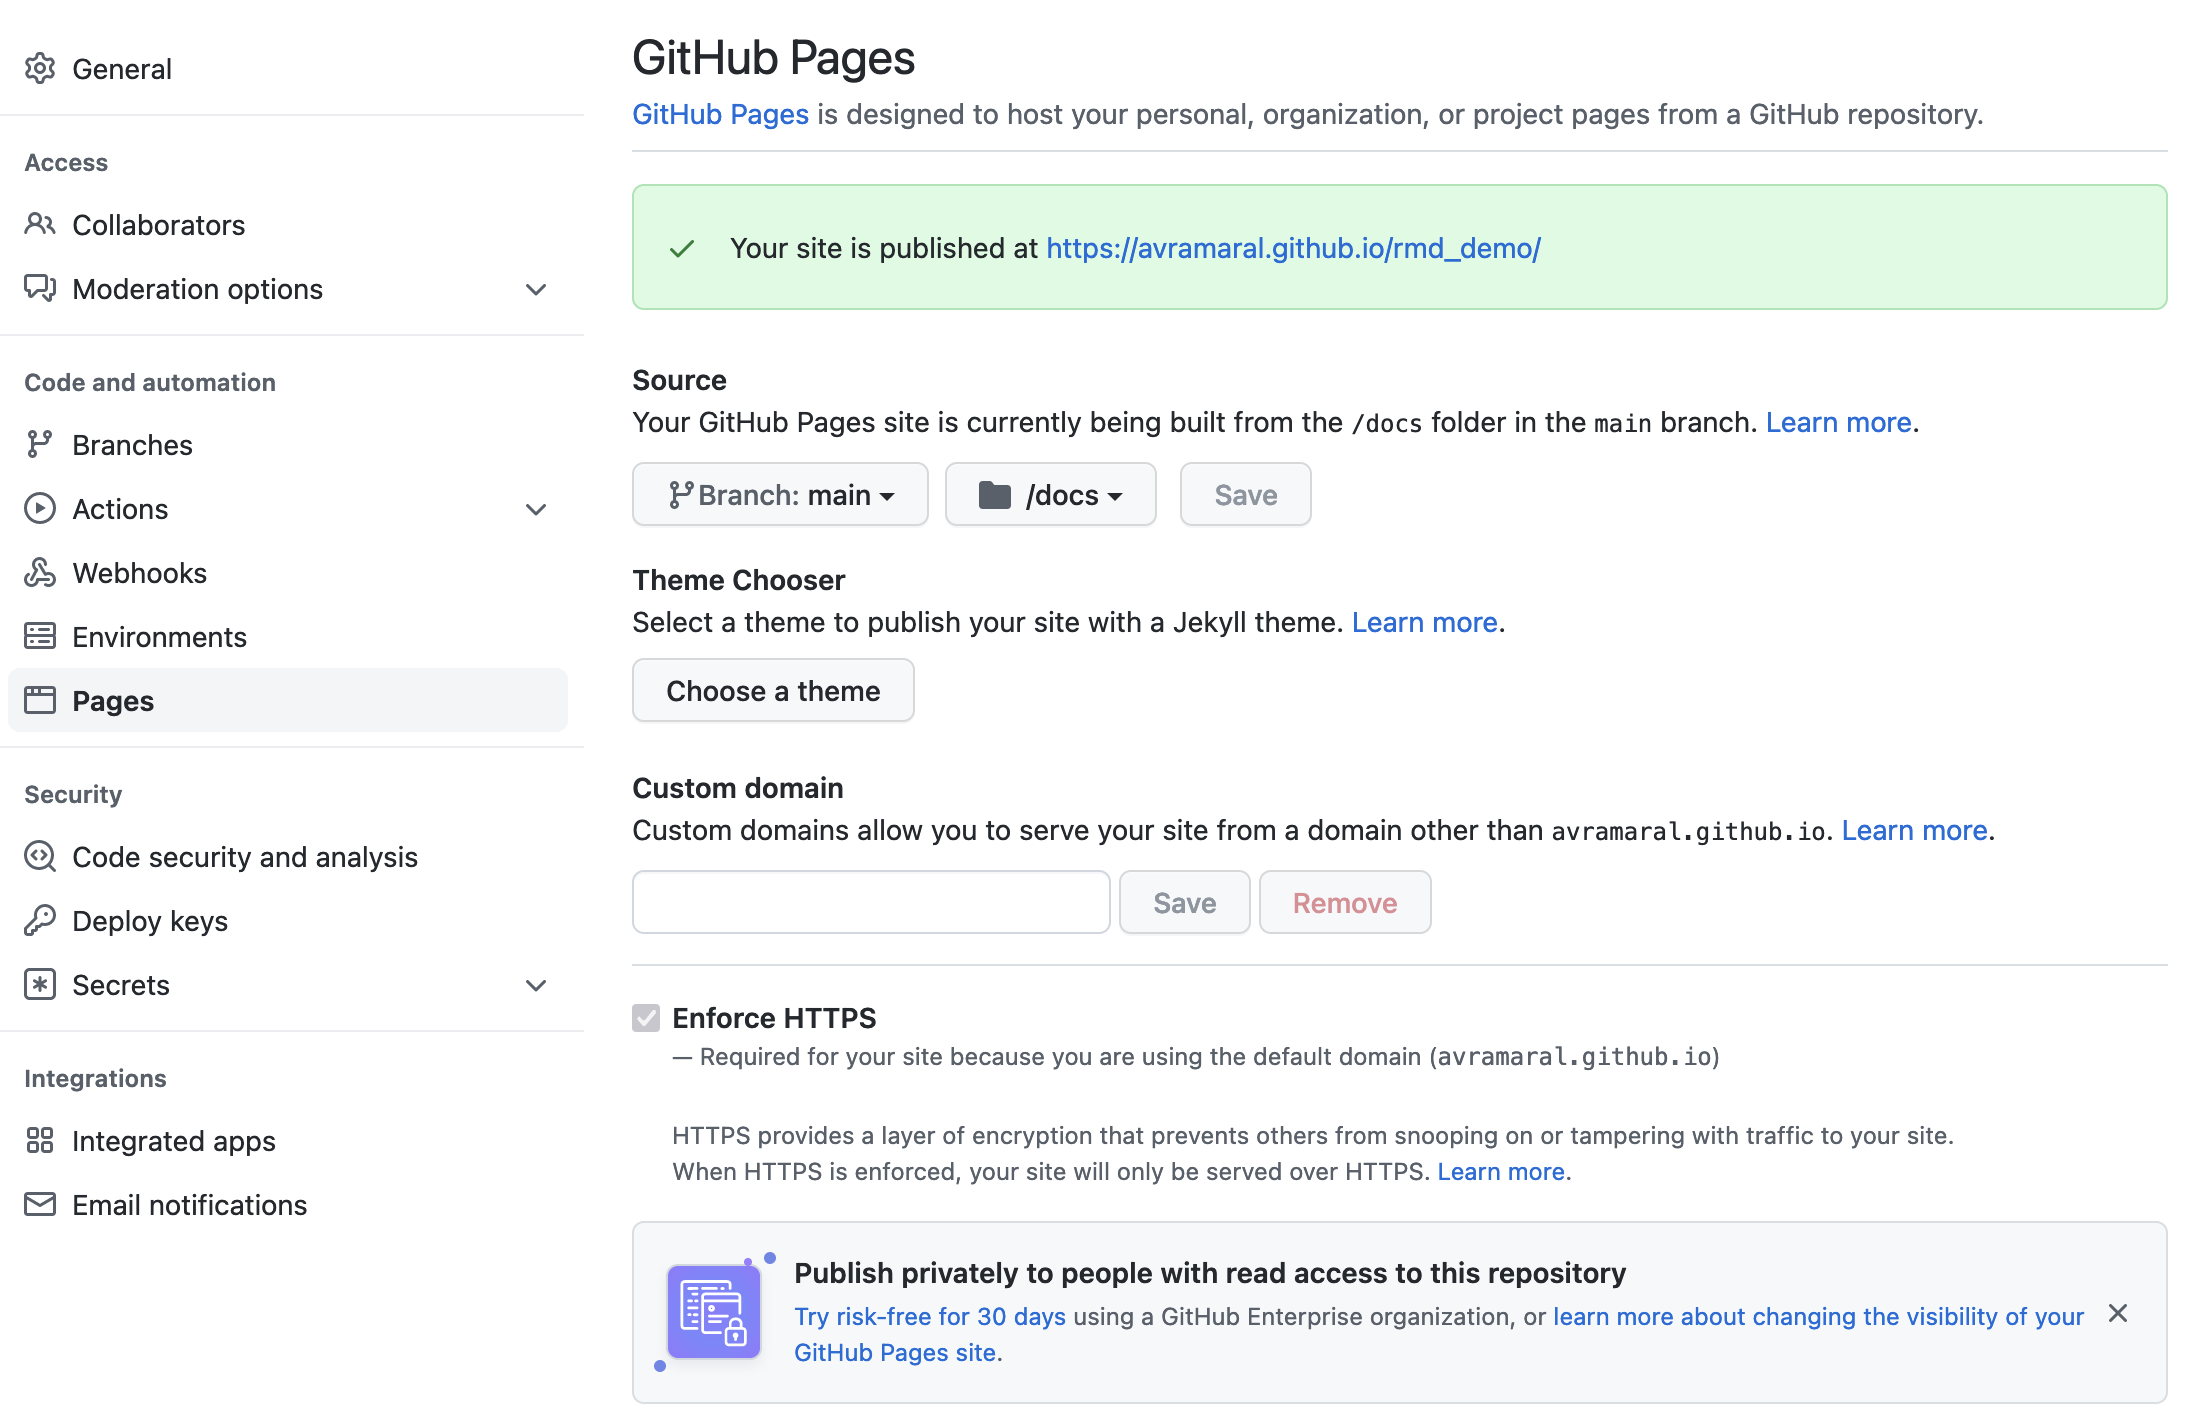 General
Access
Collaborators
Moderation options
Code and automation
Branches
Actions
Webhooks
Environments
Pages
Security
Code security and analysis
Deploy keys
Secrets
Integrations
Integrated apps
Email notifications
GitHub Pages
GitHub Pages is designed to host your personal, organization, or project pages from a GitHub repository.
Your site is published at https://avramaral.github.io/rmd_demo/
Source
Your GitHub Pages site is currently being built from the /docs folder in the main branch. Learn more.
Branch: main /docs Save
Theme Chooser
Select a theme to publish your site with a Jekyll theme. Learn more.
Choose a theme
Custom domain
Custom domains allow you to serve your site from a domain other than avramaral.github.io. Learn more.
Save Remove
Enforce HTTPS
— Required for your site because you are using the default domain (avramaral.github.io)
HTTPS provides a layer of encryption that prevents others from snooping on or tampering with traffic to your site.
When HTTPS is enforced, your site will only be served over HTTPS. Learn more.
Publish privately to people with read access to this repository
Try risk-free for 30 days using a GitHub Enterprise organization, or learn more about changing the visibility of your
GitHub Pages site.